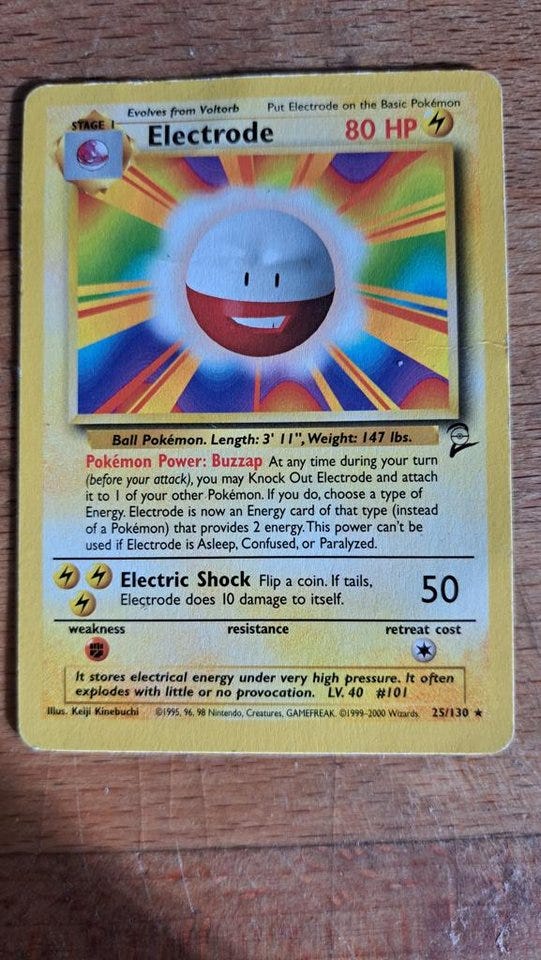 Evolves from Voltorb Put Electrode on the Basic Pokémon
STAGE 1 Electrode 80 HP
Ball Pokémon. Length: 3' 11", Weight: 147 lbs.
Pokémon Power: Buzzap At any time during your turn
(before your attack), you may Knock Out Electrode and attach
it to 1 of your other Pokémon. If you do, choose a type of
Energy. Electrode is now an Energy card of that type (instead
of a Pokémon) that provides 2 energy. This power can't be
used if Electrode is Asleep, Confused, or Paralyzed.
Electric Shock Flip a coin. If tails,
Electrode does 10 damage to itself. 50
weakness resistance retreat cost
It stores electrical energy under very high pressure. It often
explodes with little or no provocation. LV. 40 #101
Illus. Keiji Kinebuchi ©1995, 96, 98 Nintendo, Creatures, GAMEFREAK. ©1999-2000 Wizards. 25/130 ★